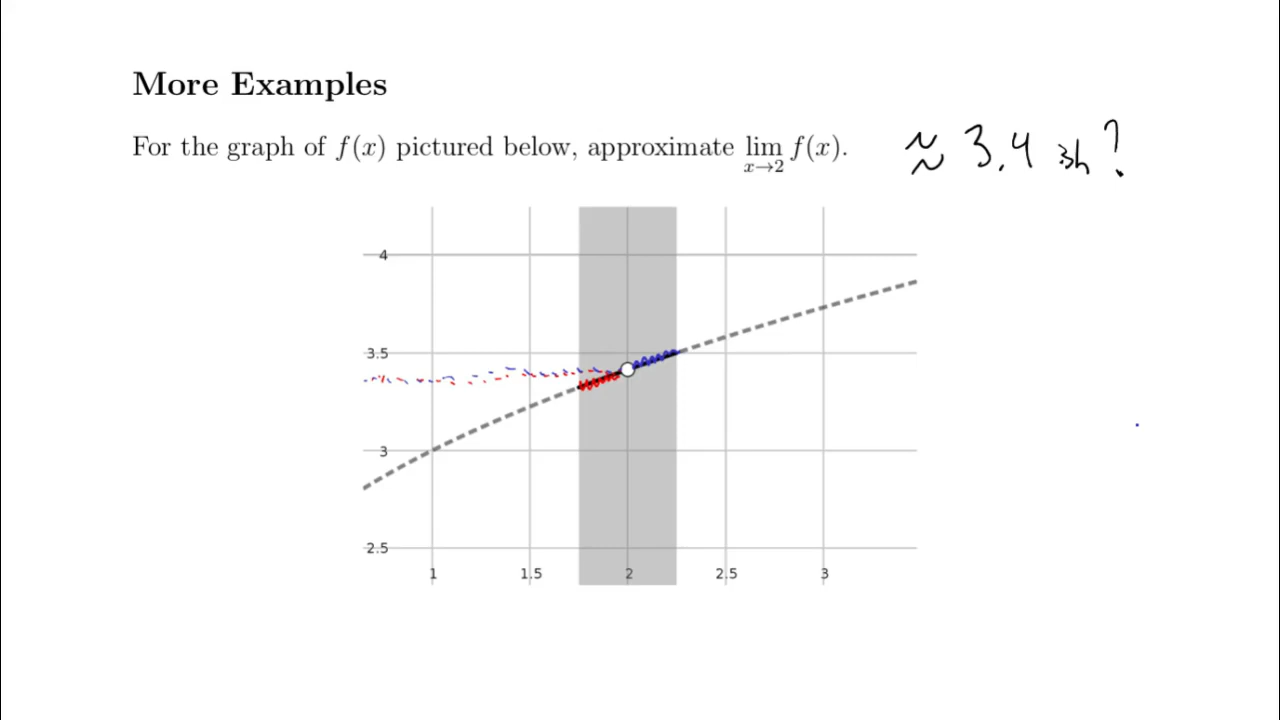 More Examples
For the graph of f(x) pictured below, approximate lim x→2 f(x).
≈ 3.4 ish?
4
3.5
3
2.5
1 1.5 2 2.5 3